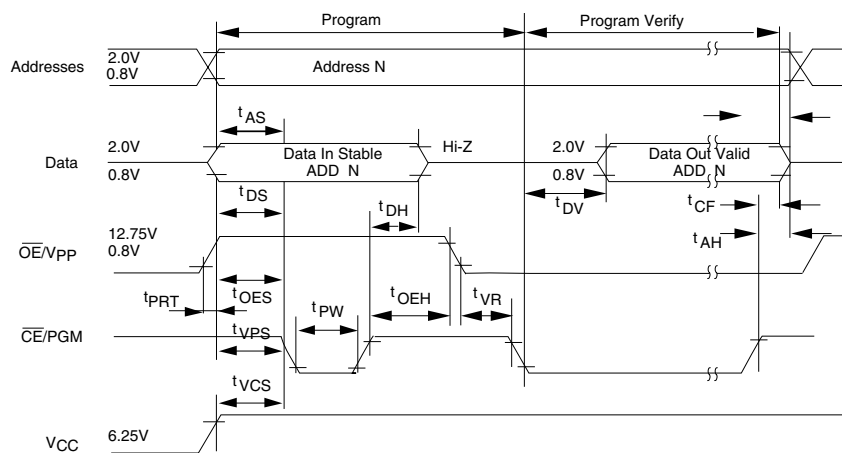 Program
Program Verify
Addresses
2.0V
0.8V
Address N
tAS
Data
2.0V
0.8V
Data In Stable
ADD N
Hi-Z
2.0V
0.8V
Data Out Valid
ADD N
tDS
tDH
tDV
tCF
tAH
OE/VPP
12.75V
0.8V
tPRT
tOES
tPW
tOEH
tVR
CE/PGM
tVPS
tVCS
VCC
6.25V